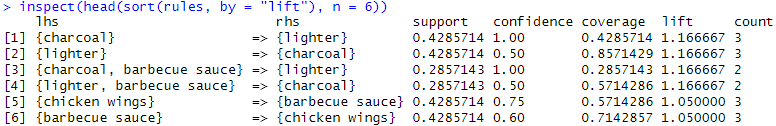 > inspect(head(sort(rules, by = "lift"), n = 6))
lhs rhs support confidence coverage lift count
[1] {charcoal} => {lighter} 0.4285714 1.00 0.4285714 1.166667 3
[2] {lighter} => {charcoal} 0.4285714 0.50 0.8571429 1.166667 3
[3] {charcoal, barbecue sauce} => {lighter} 0.2857143 1.00 0.2857143 1.166667 2
[4] {lighter, barbecue sauce} => {charcoal} 0.2857143 0.50 0.5714286 1.166667 2
[5] {chicken wings} => {barbecue sauce} 0.4285714 0.75 0.5714286 1.050000 3
[6] {barbecue sauce} => {chicken wings} 0.4285714 0.60 0.7142857 1.050000 3